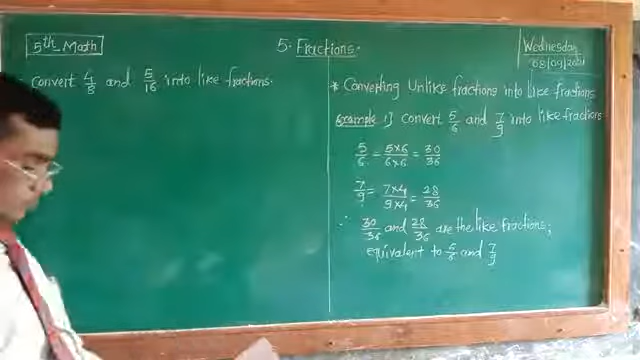 5th Math
5. Fractions.
Wednesday
08/09/2021
Convert 4/8 and 5/16 into like fractions.
* Converting Unlike fractions into like fractions
Example 1] Convert 5/6 and 7/9 into like fractions
5/6 = 5×6/6×6 = 30/36
7/9 = 7×4/9×4 = 28/36
∴ 30/36 and 28/36 are the like fractions,
equivalent to 5/6 and 7/9